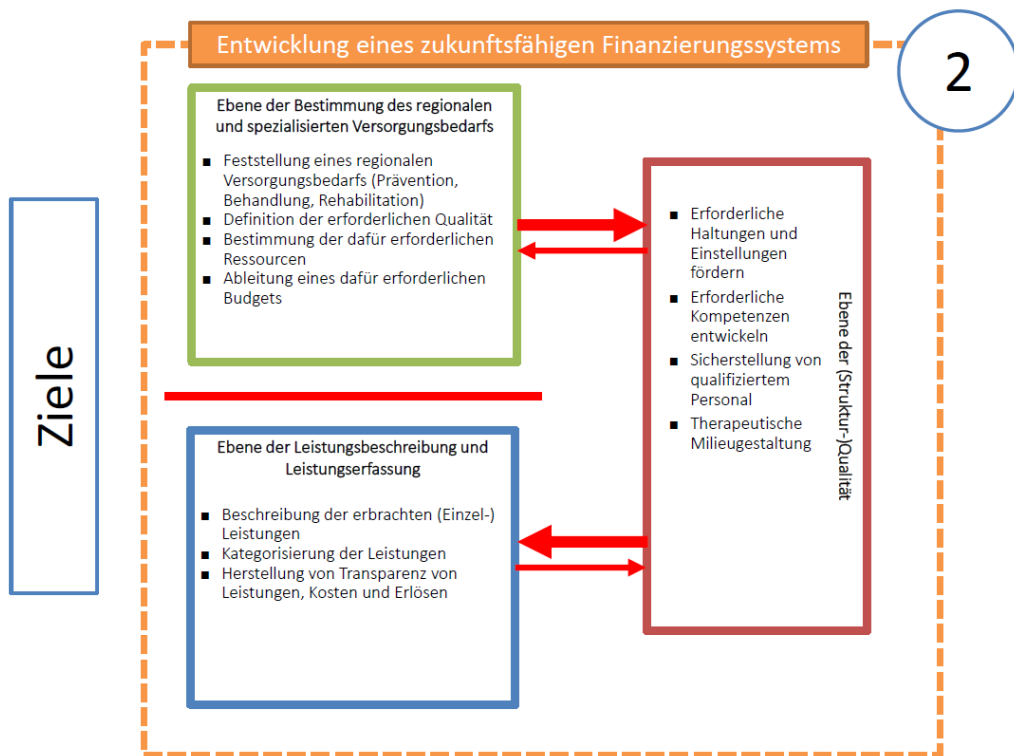 Entwicklung eines zukunftsfähigen Finanzierungssystems
2
Ziele
Ebene der Bestimmung des regionalen
und spezialisierten Versorgungsbedarfs
■ Feststellung eines regionalen
Versorgungsbedarfs (Prävention,
Behandlung, Rehabilitation)
■ Definition der erforderlichen Qualität
■ Bestimmung der dafür erforderlichen
Ressourcen
■ Ableitung eines dafür erforderlichen
Budgets
Ebene der Leistungsbeschreibung und
Leistungserfassung
■ Beschreibung der erbrachten (Einzel-)
Leistungen
■ Kategorisierung der Leistungen
■ Herstellung von Transparenz von
Leistungen, Kosten und Erlösen
■ Erforderliche
Haltungen und
Einstellungen
fördern
■ Erforderliche
Kompetenzen
entwickeln
■ Sicherstellung von
qualifiziertem
Personal
■ Therapeutische
Milieugestaltung
Ebene der (Struktur-)Qualität